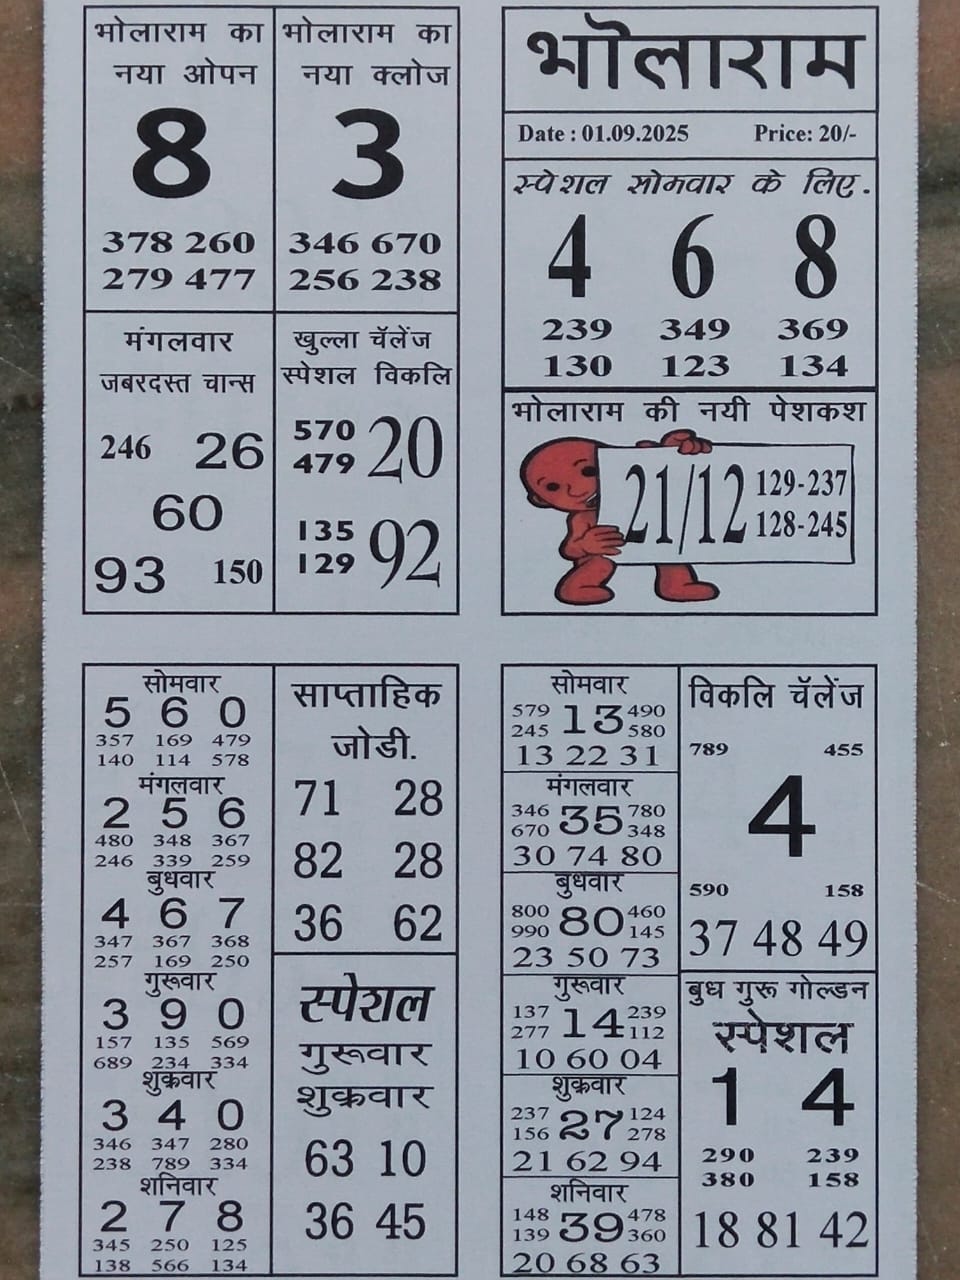 भोलाराम का
नया ओपन
8
378 260
279 477
भोलाराम का
नया क्लोज
3
346 670
256 238
मंगलवार
जबरदस्त चान्स
246 26
60
93 150
खुल्ला चॅलेंज
स्पेशल विकलि
570
479
20
135
129
92
भोलाराम
Date : 01.09.2025 Price: 20/-
स्पेशल सोमवार के लिए.
4 6 8
239 349 369
130 123 134
भोलाराम की नयी पेशकश
21/12
129-237
128-245
सोमवार
5 6 0
357 169 479
140 114 578
मंगलवार
2 5 6
480 348 367
246 339 259
बुधवार
4 6 7
347 367 368
257 169 250
गुरूवार
3 9 0
157 135 569
689 234 334
शुक्रवार
3 4 0
346 347 280
238 789 334
शनिवार
2 7 8
345 250 125
138 566 134
साप्ताहिक
जोडी.
71 28
82 28
36 62
स्पेशल
गुरूवार
शुक्रवार
63 10
36 45
सोमवार
579 13 490
245 580
13 22 31
मंगलवार
346 35 780
670 348
30 74 80
बुधवार
800 80 460
990 145
23 50 73
गुरूवार
137 14 239
277 112
10 60 04
शुक्रवार
237 27 124
156 278
21 62 94
शनिवार
148 39 478
139 360
20 68 63
विकलि चॅलेंज
789 455
4
590 158
37 48 49
बुध गुरू गोल्डन
स्पेशल
1 4
290 239
380 158
18 81 42